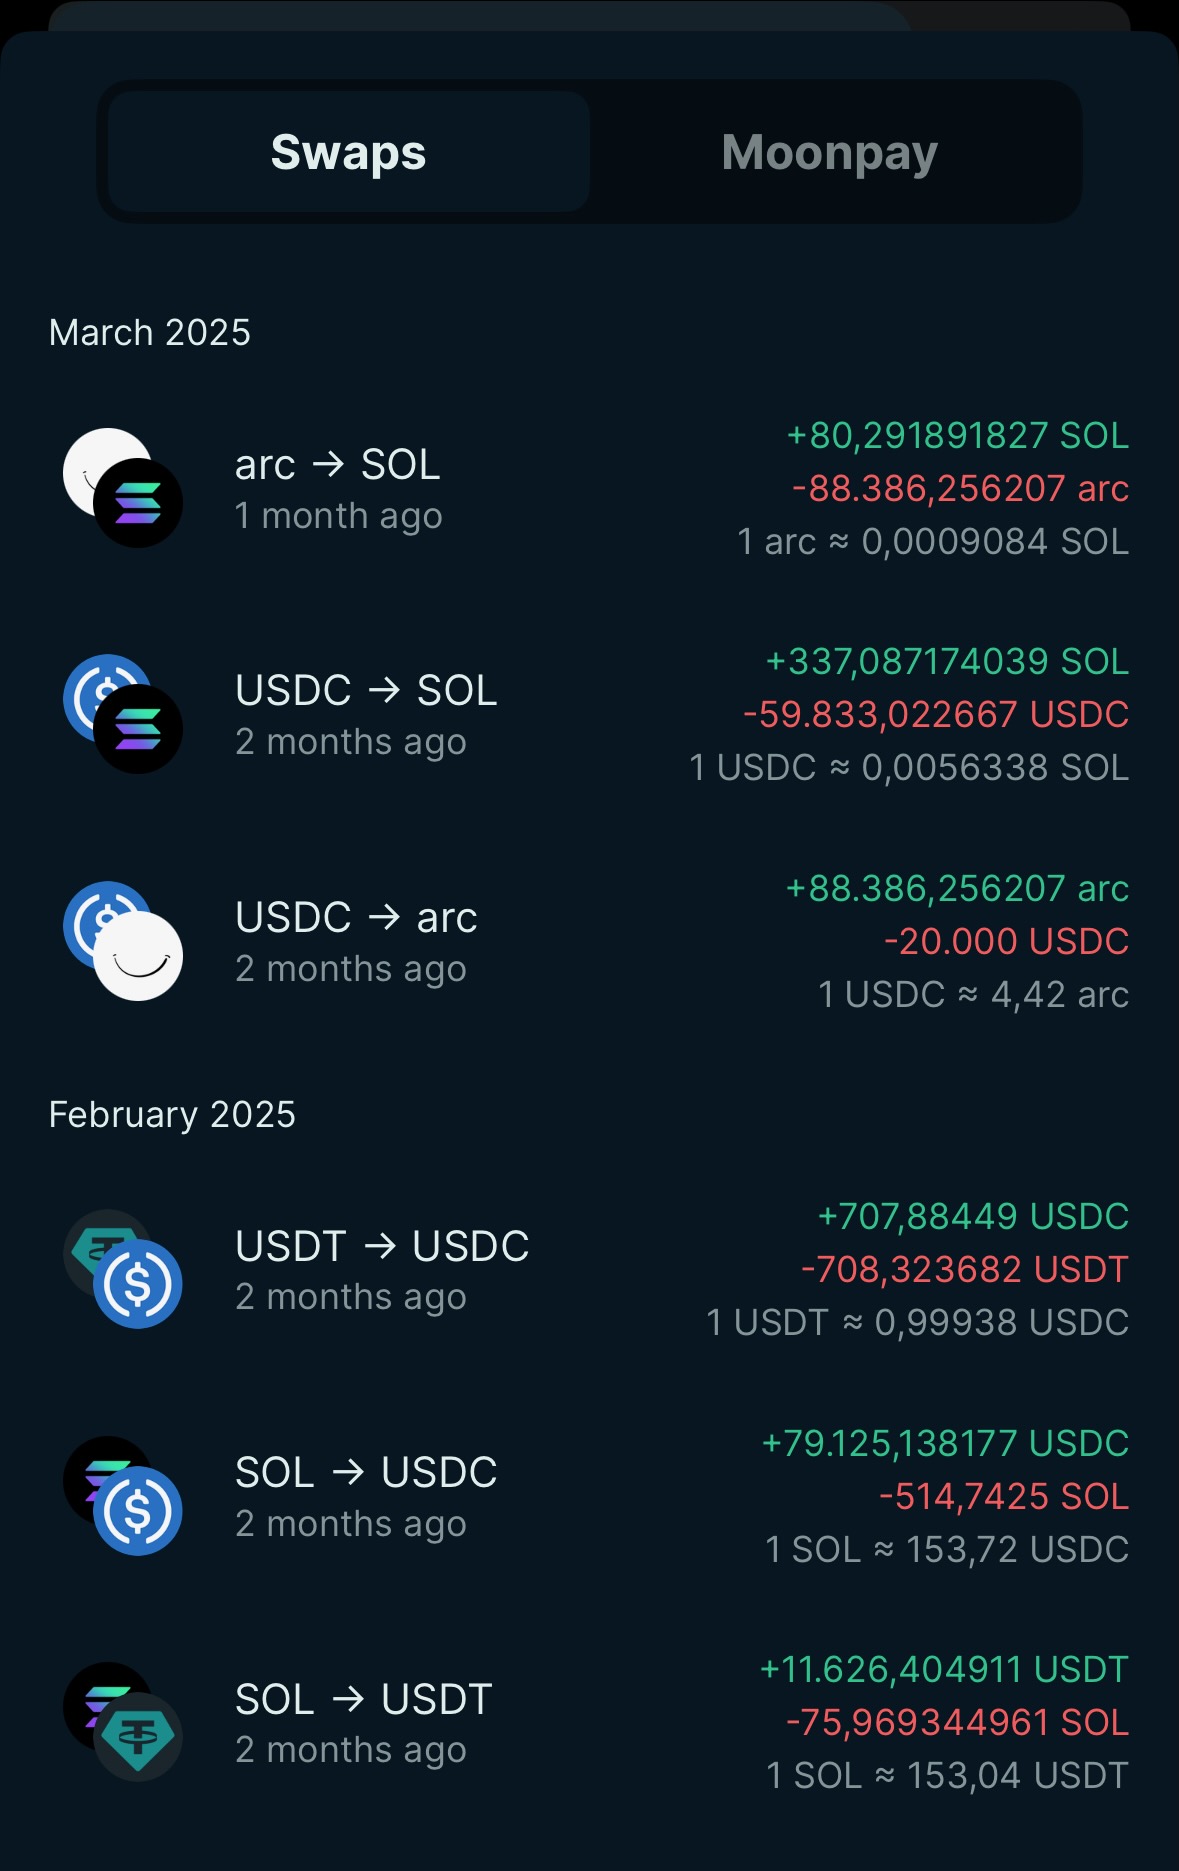 Swaps
Moonpay
March 2025
arc → SOL
1 month ago
+80,291891827 SOL
-88.386,256207 arc
1 arc ≈ 0,0009084 SOL
USDC → SOL
2 months ago
+337,087174039 SOL
-59.833,022667 USDC
1 USDC ≈ 0,0056338 SOL
USDC → arc
2 months ago
+88.386,256207 arc
-20.000 USDC
1 USDC ≈ 4,42 arc
February 2025
USDT → USDC
2 months ago
+707,88449 USDC
-708,323682 USDT
1 USDT ≈ 0,99938 USDC
SOL → USDC
2 months ago
+79.125,138177 USDC
-514,7425 SOL
1 SOL ≈ 153,72 USDC
SOL → USDT
2 months ago
+11.626,404911 USDT
-75,969344961 SOL
1 SOL ≈ 153,04 USDT